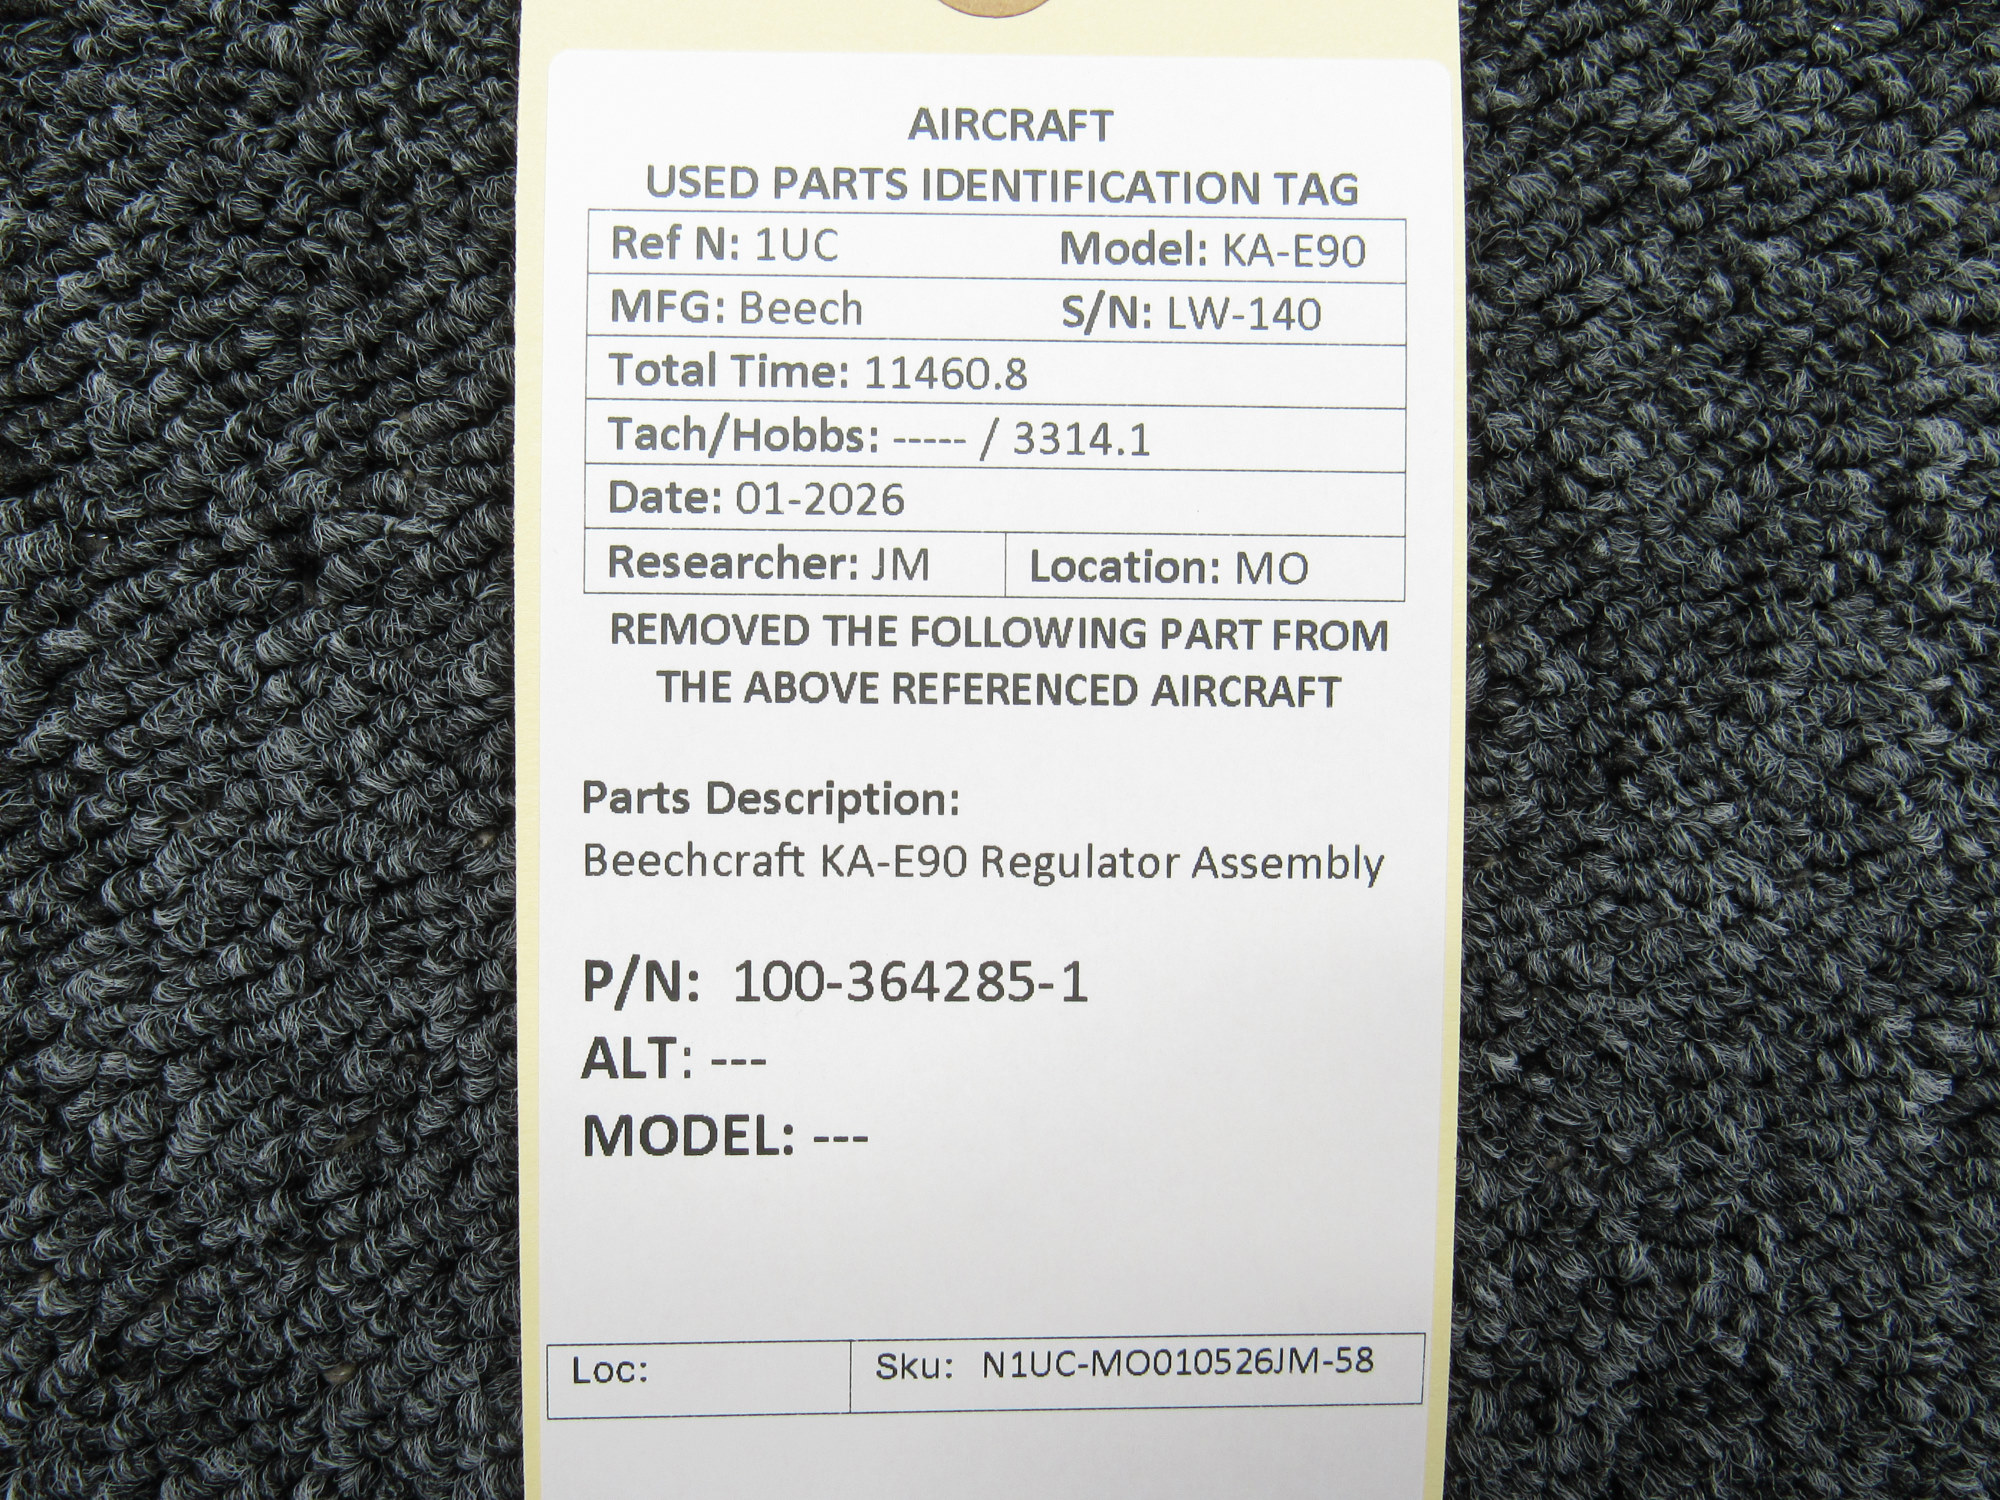 AIRCRAFT
USED PARTS IDENTIFICATION TAG
Ref N: 1UC Model: KA-E90
MFG: Beech S/N: LW-140
Total Time: 11460.8
Tach/Hobbs: ----- / 3314.1
Date: 01-2026
Researcher: JM Location: MO
REMOVED THE FOLLOWING PART FROM
THE ABOVE REFERENCED AIRCRAFT
Parts Description:
Beechcraft KA-E90 Regulator Assembly
P/N: 100-364285-1
ALT: ---
MODEL: ---
Loc: Sku: N1UC-MO010526JM-58